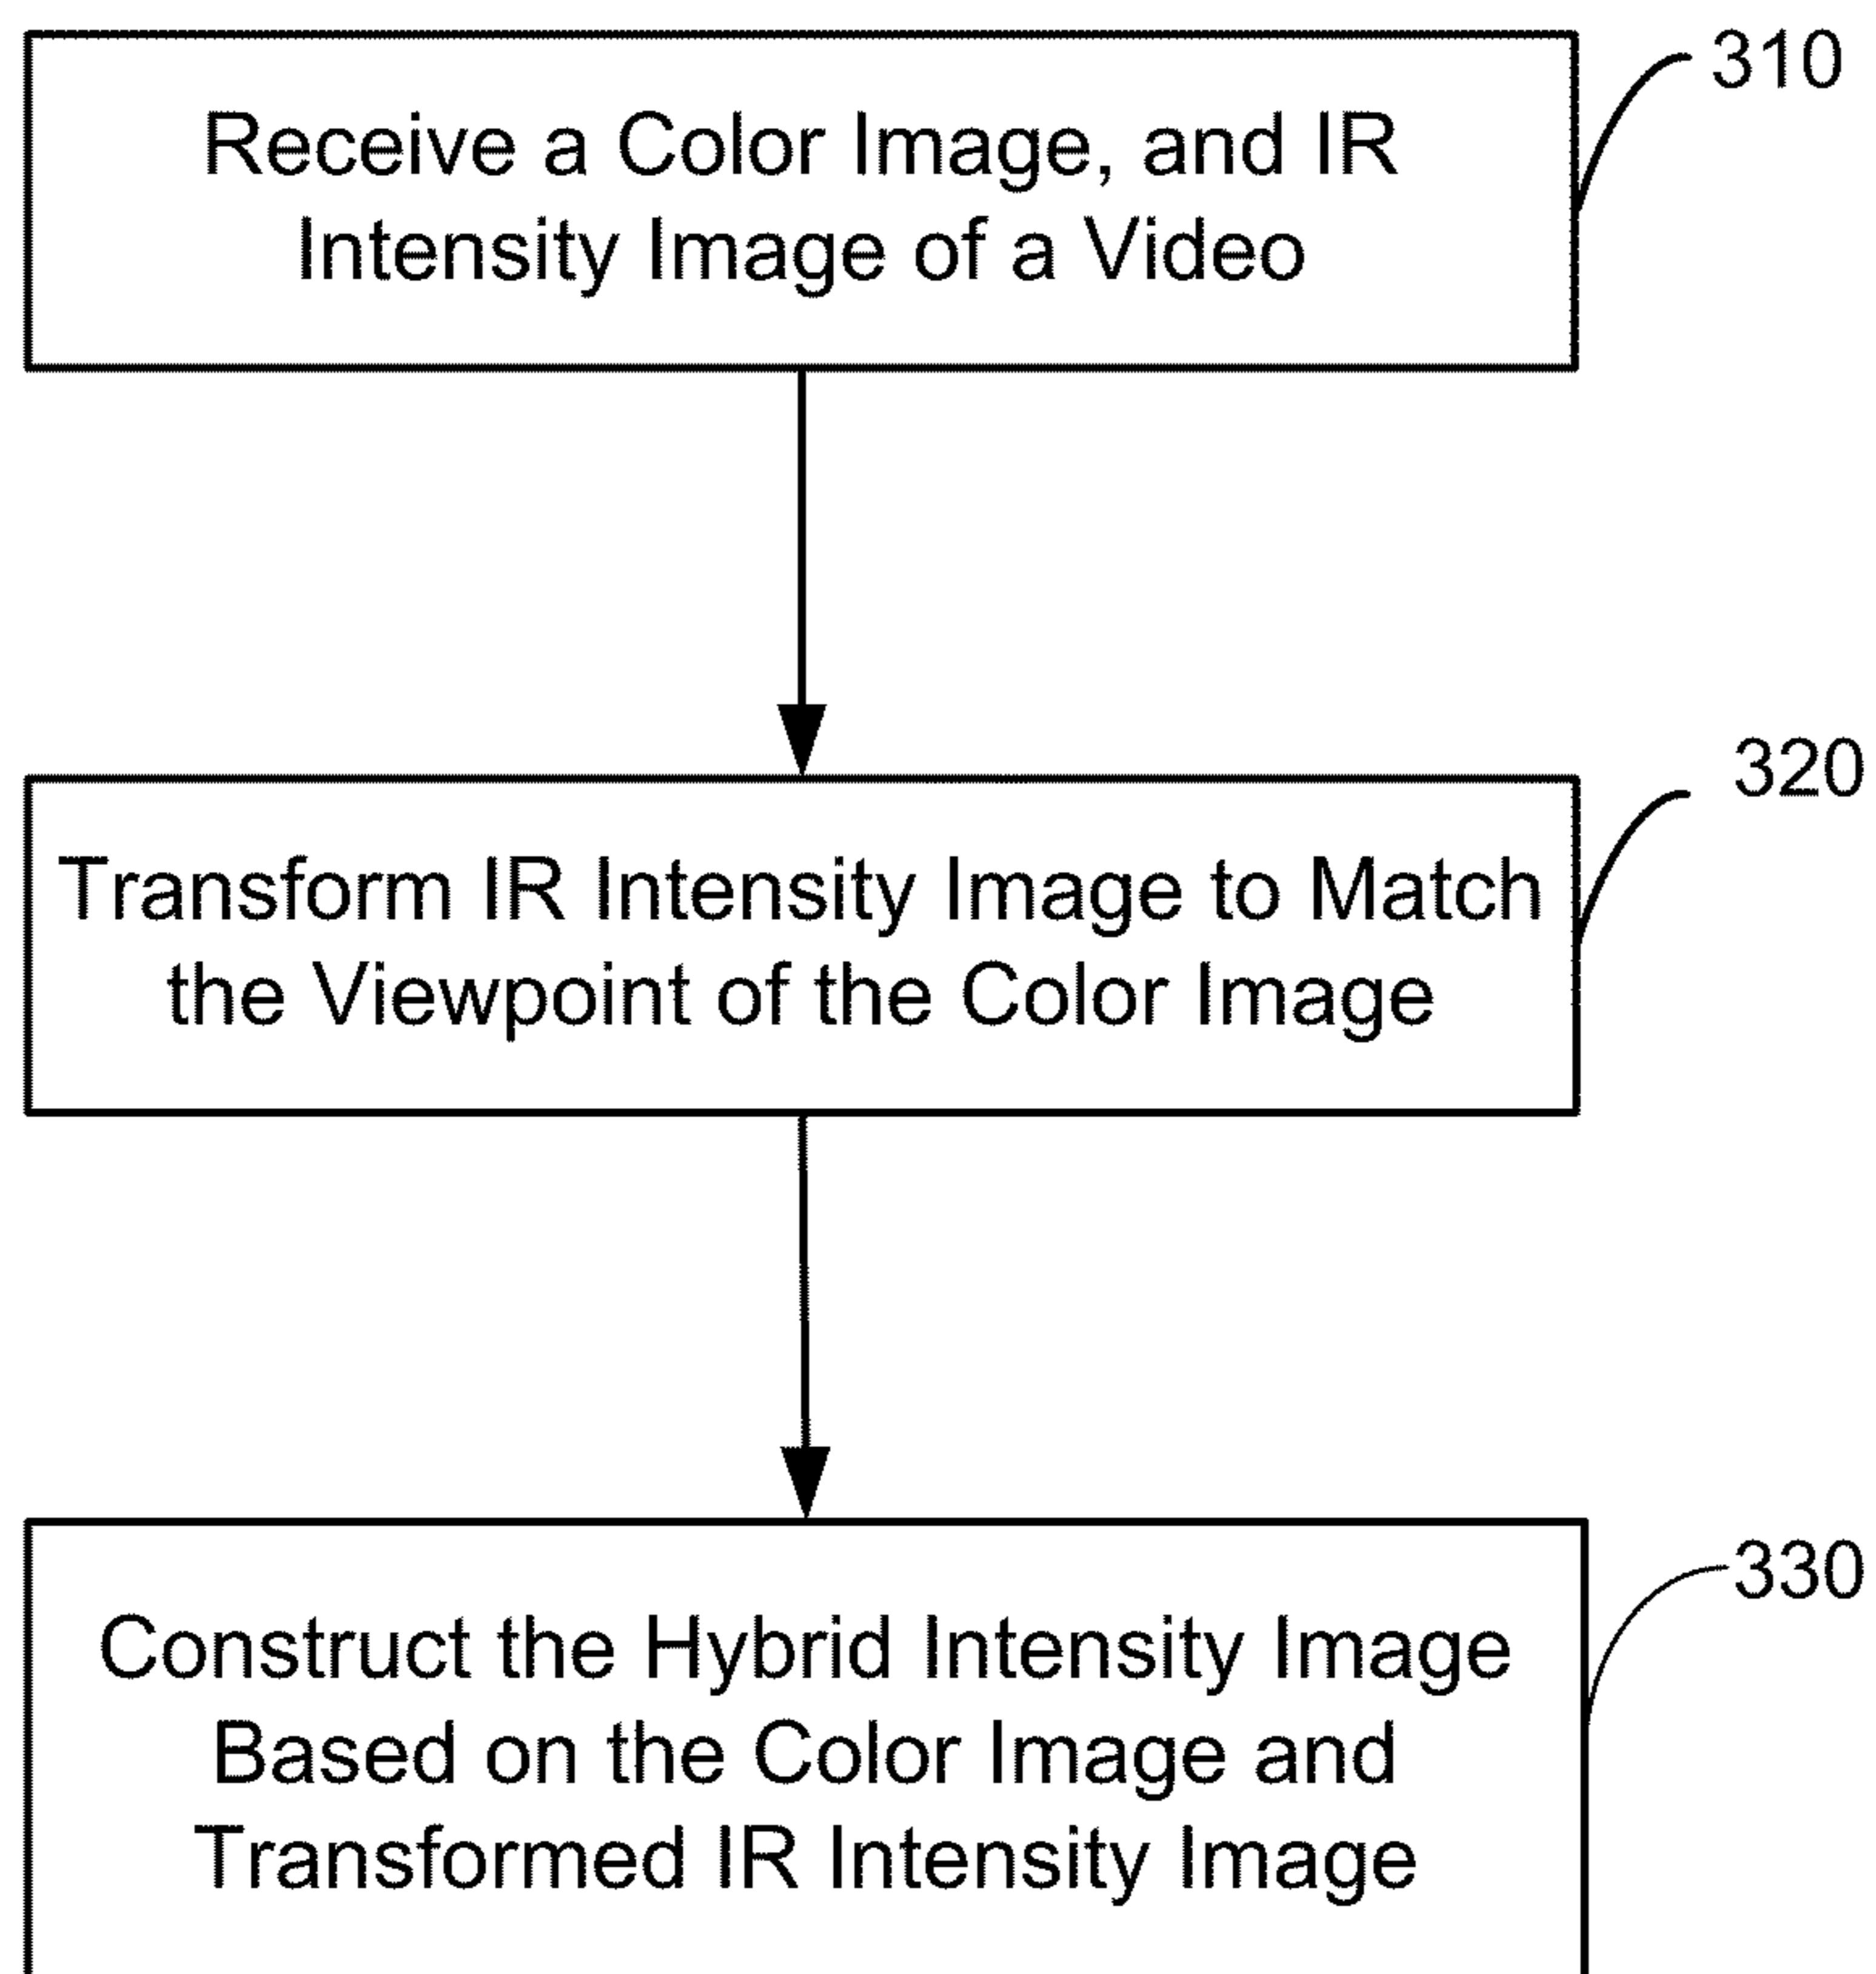 310
Receive a Color Image, and IR
Intensity Image of a Video
320
Transform IR Intensity Image to Match
the Viewpoint of the Color Image
330
Construct the Hybrid Intensity Image
Based on the Color Image and
Transformed IR Intensity Image